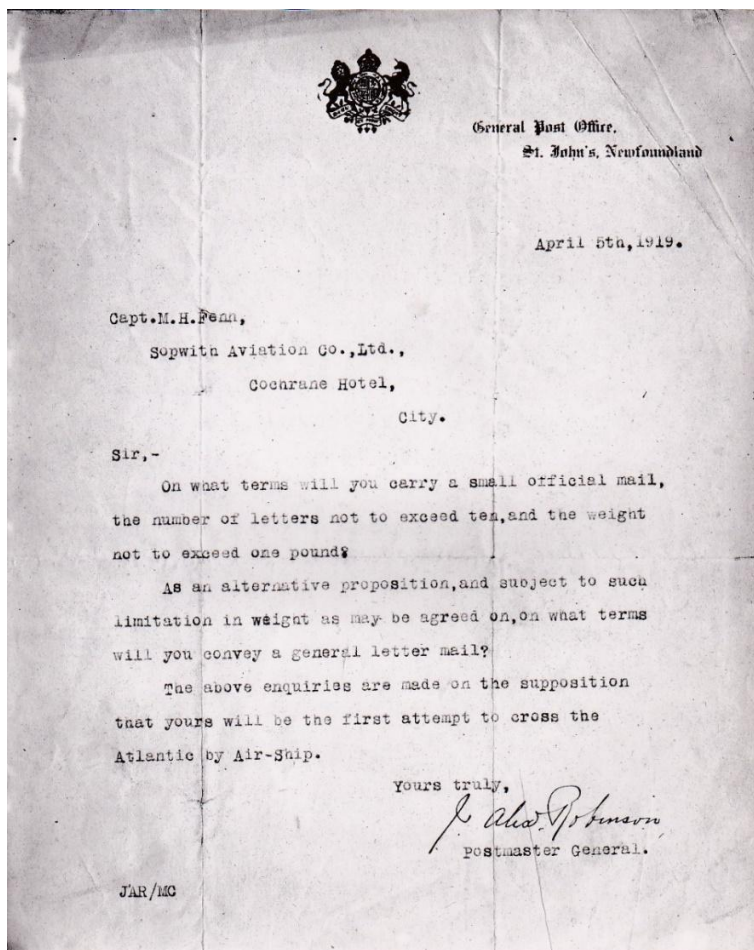 General Post Office,
St. John's, Newfoundland
April 5th,1919.
Capt.M.H.Fenn,
Sopwith Aviation Co.,Ltd.,
Cochrane Hotel,
City.
Sir,-
On what terms will you carry a small official mail,
the number of letters not to exceed ten,and the weight
not to exceed one pound?
As an alternative proposition,and subject to such
limitation in weight as may be agreed on,on what terms
will you convey a general letter mail?
The above enquiries are made on the supposition
that yours will be the first attempt to cross the
Atlantic by Air-Ship.
Yours truly,
J. Alex. Robinson
Postmaster General.
JAR/MC